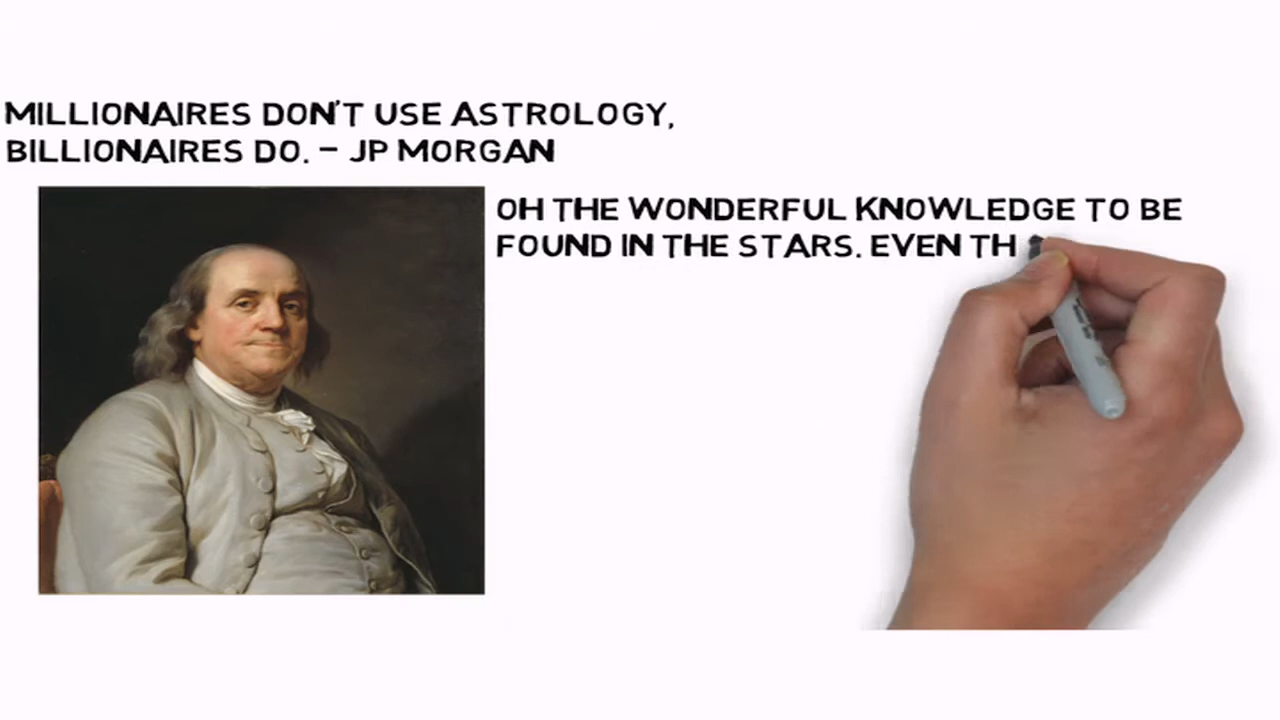 MILLIONAIRES DON'T USE ASTROLOGY,
BILLIONAIRES DO. - JP MORGAN
OH THE WONDERFUL KNOWLEDGE TO BE
FOUND IN THE STARS. EVEN TH